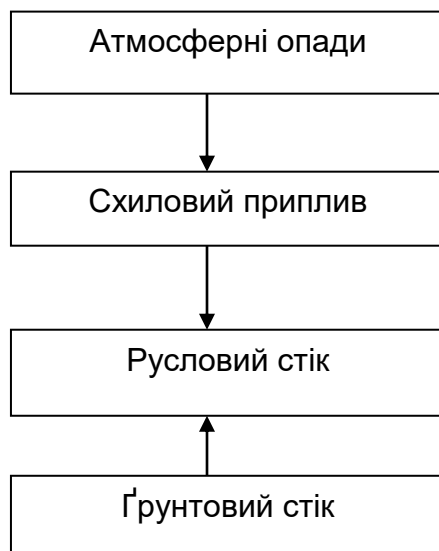 Атмосферні опади
Схиловий приплив
Русловий стік
Ґрунтовий стік